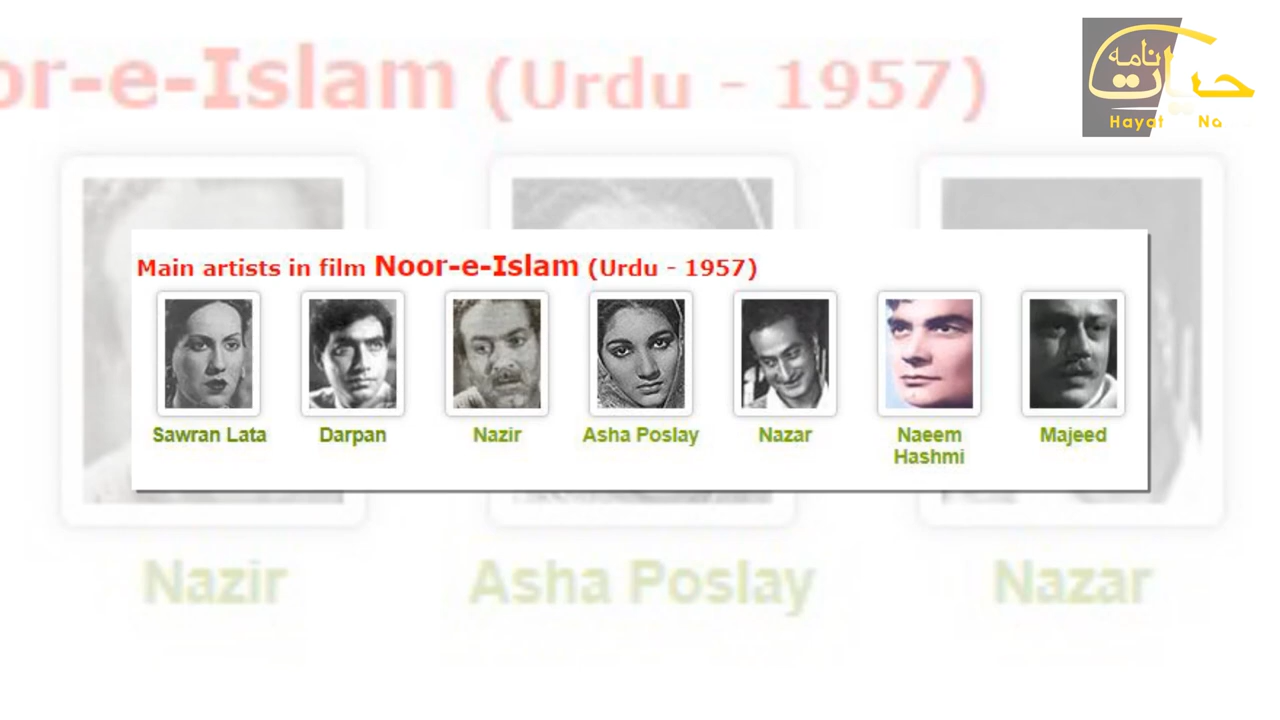 or-e-Islam (Urdu - 1957)
حیات نامہ
Hayat Na
Main artists in film Noor-e-Islam (Urdu - 1957)
Sawran Lata
Darpan
Nazir
Asha Poslay
Nazar
Naeem
Hashmi
Majeed
Nazir
Asha Poslay
Nazar